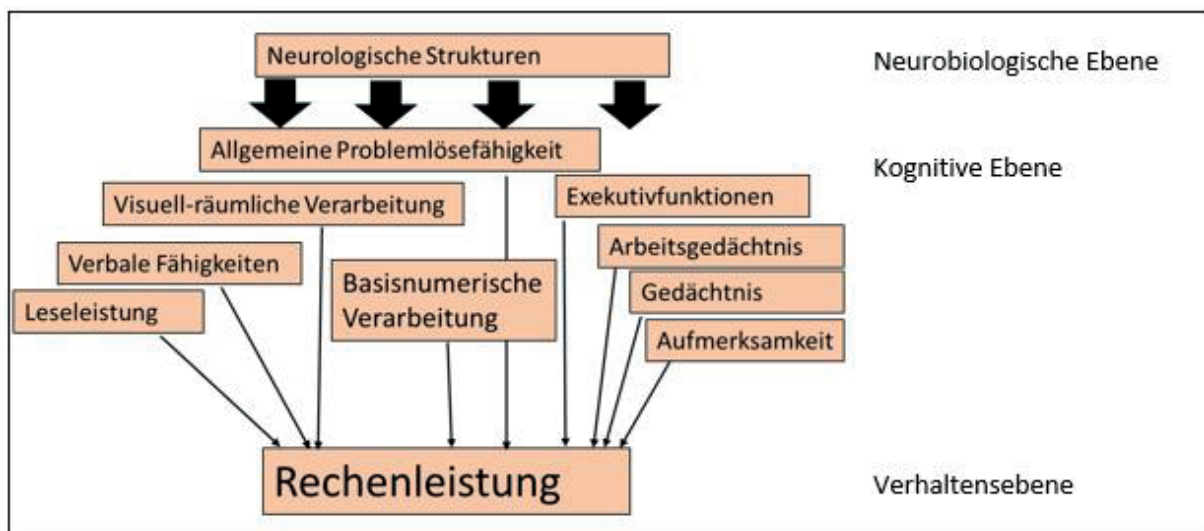 Neurologische Strukturen
Neurobiologische Ebene
Allgemeine Problemlösefähigkeit
Kognitive Ebene
Visuell-räumliche Verarbeitung
Exekutivfunktionen
Verbale Fähigkeiten
Arbeitsgedächtnis
Basisnumerische
Verarbeitung
Gedächtnis
Leseleistung
Aufmerksamkeit
Rechenleistung
Verhaltensebene